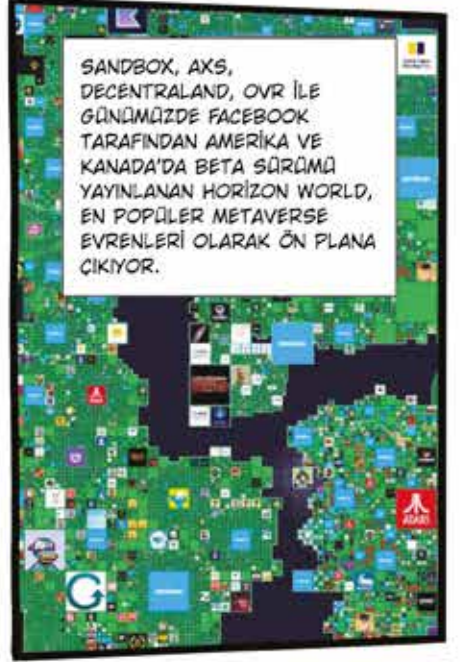 SANDBOX, AXS,
DECENTRALAND, OVR İLE
GÜNÜMÜZDE FACEBOOK
TARAFINDAN AMERİKA VE
KANADA'DA BETA SÜRÜMÜ
YAYINLANAN HORİZON WORLD,
EN POPÜLER METAVERSE
EVRENLERİ OLARAK ÖN PLANA
ÇIKIYOR.
ATARI